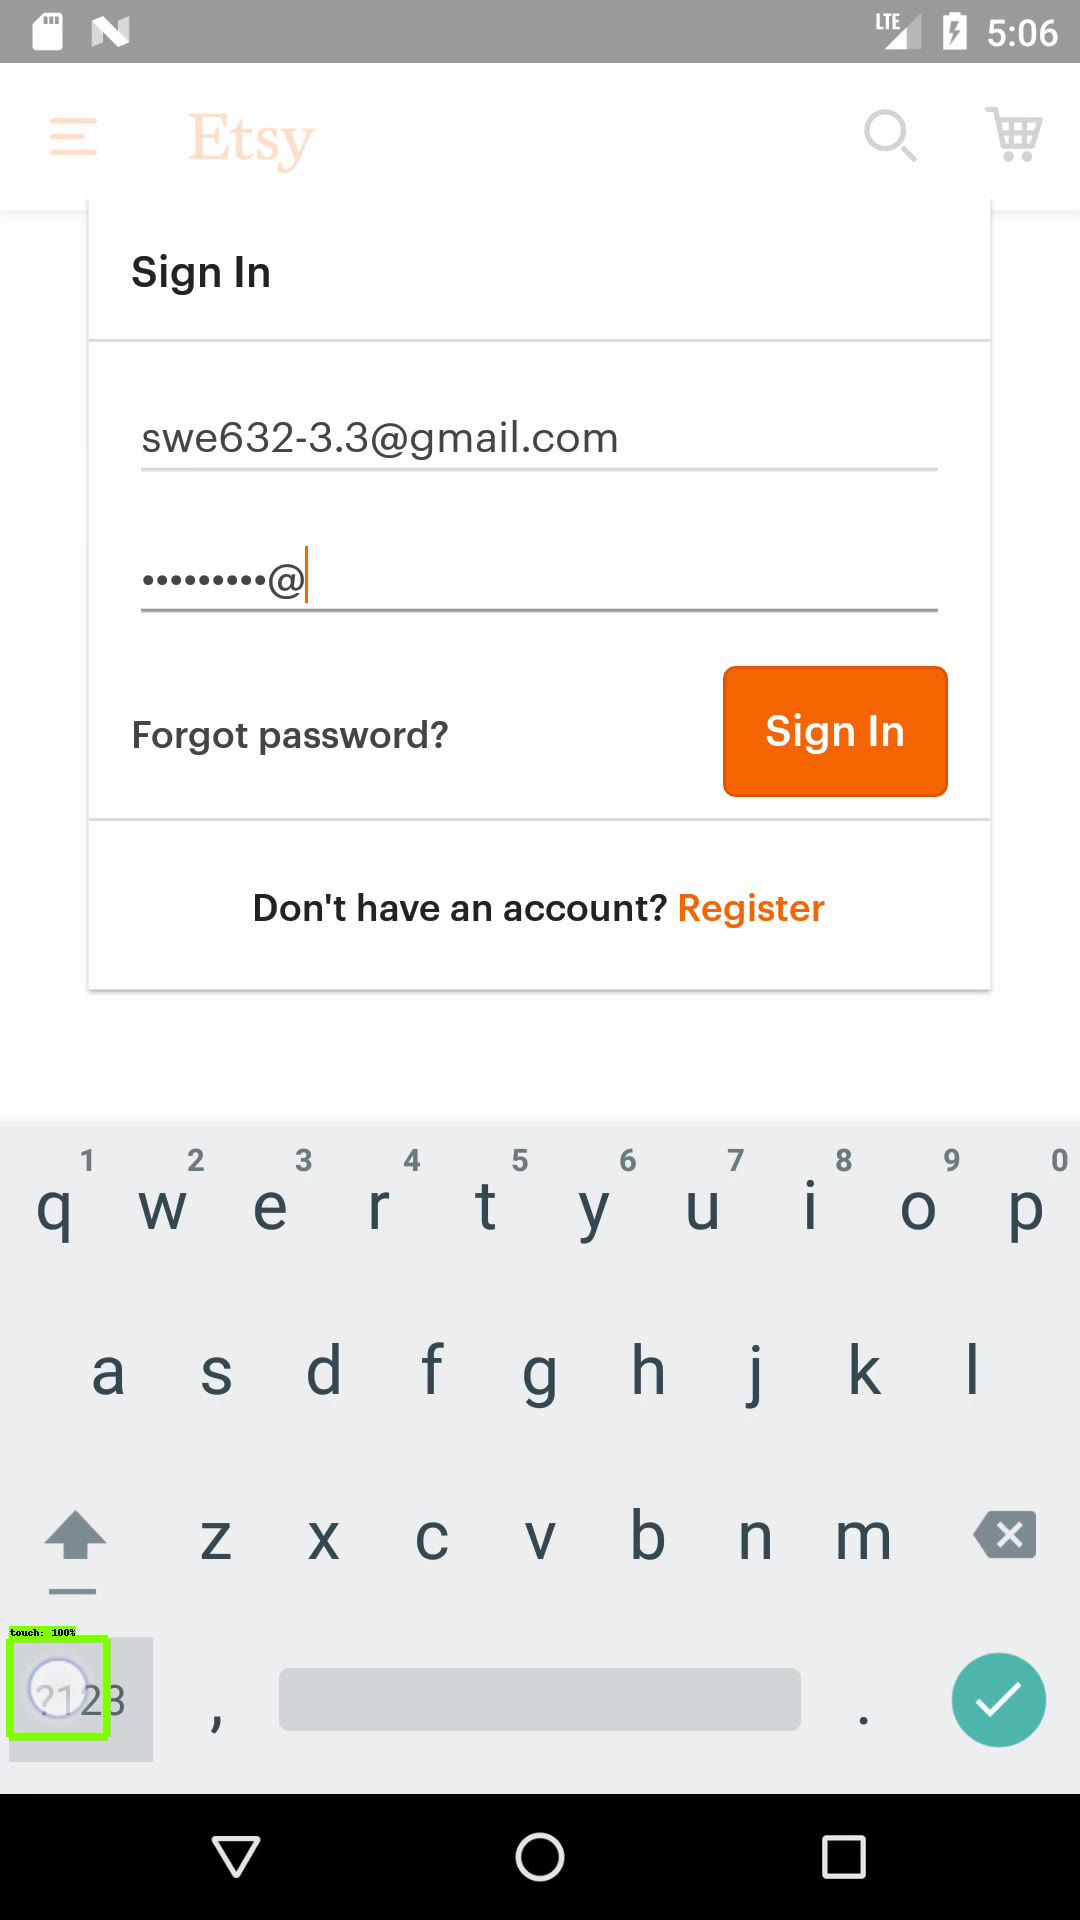 LTE 5:06
Etsy
Sign In
swe632-3.3@gmail.com
•••••••••@
Forgot password?
Sign In
Don't have an account? Register
1 2 3 4 5 6 7 8 9 0
q w e r t y u i o p
a s d f g h j k l
z x c v b n m
touch: 100%
?123 , .